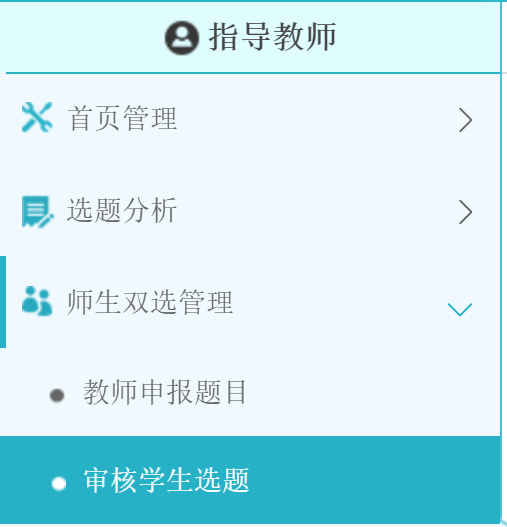 指导教师
首页管理
选题分析
师生双选管理
教师申报题目
审核学生选题